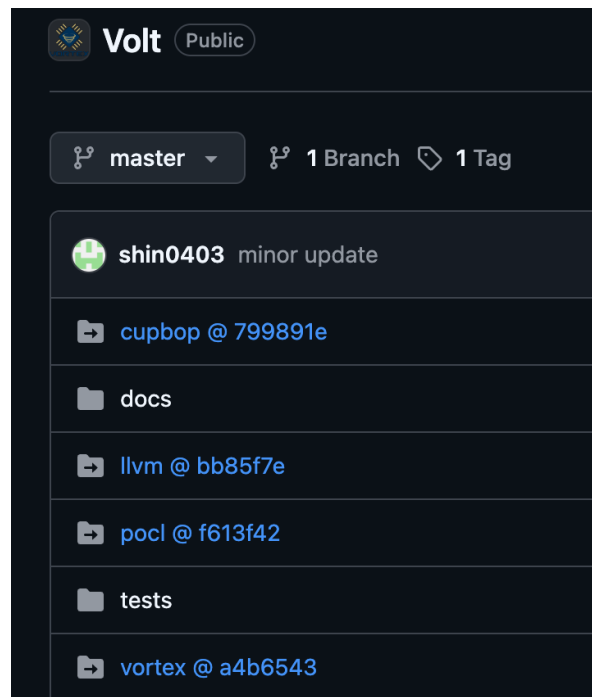 Volt Public
master 1 Branch 1 Tag
shin0403 minor update
cupbop @ 799891e
docs
llvm @ bb85f7e
pocl @ f613f42
tests
vortex @ a4b6543